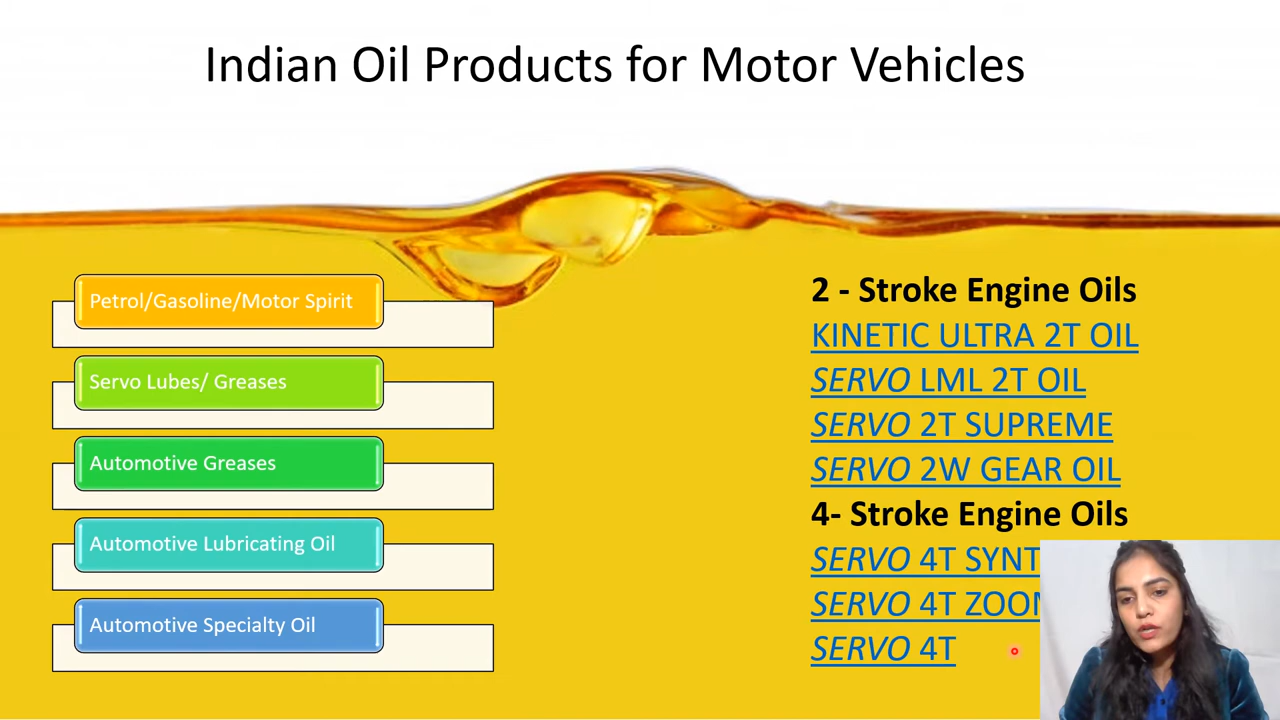 Indian Oil Products for Motor Vehicles
Petrol/Gasoline/Motor Spirit
Servo Lubes/ Greases
Automotive Greases
Automotive Lubricating Oil
Automotive Specialty Oil
2 - Stroke Engine Oils
KINETIC ULTRA 2T OIL
SERVO LML 2T OIL
SERVO 2T SUPREME
SERVO 2W GEAR OIL
4- Stroke Engine Oils
SERVO 4T
SERVO 4T
SERVO 4T